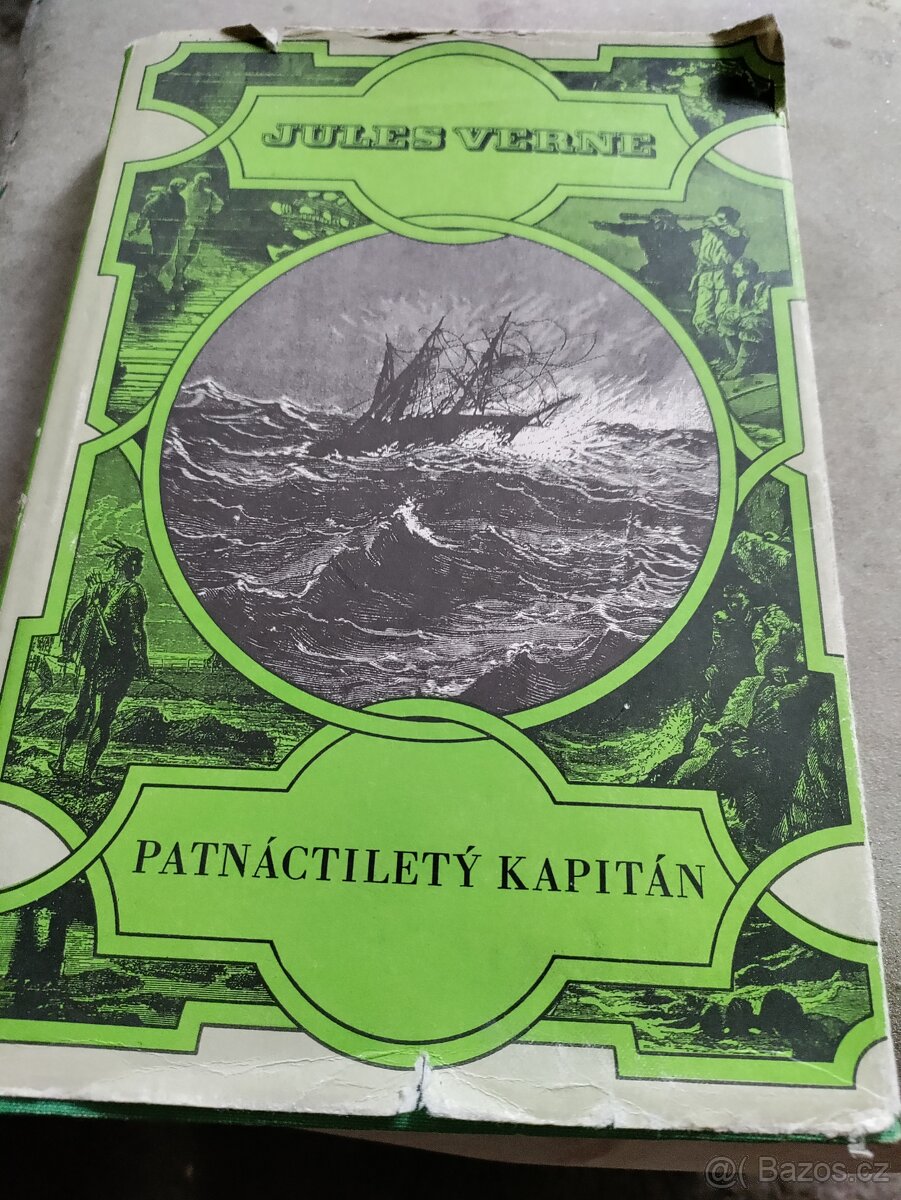 JULES VERNE
PATNÁCTILETÝ KAPITÁN
@( Bazos.cz